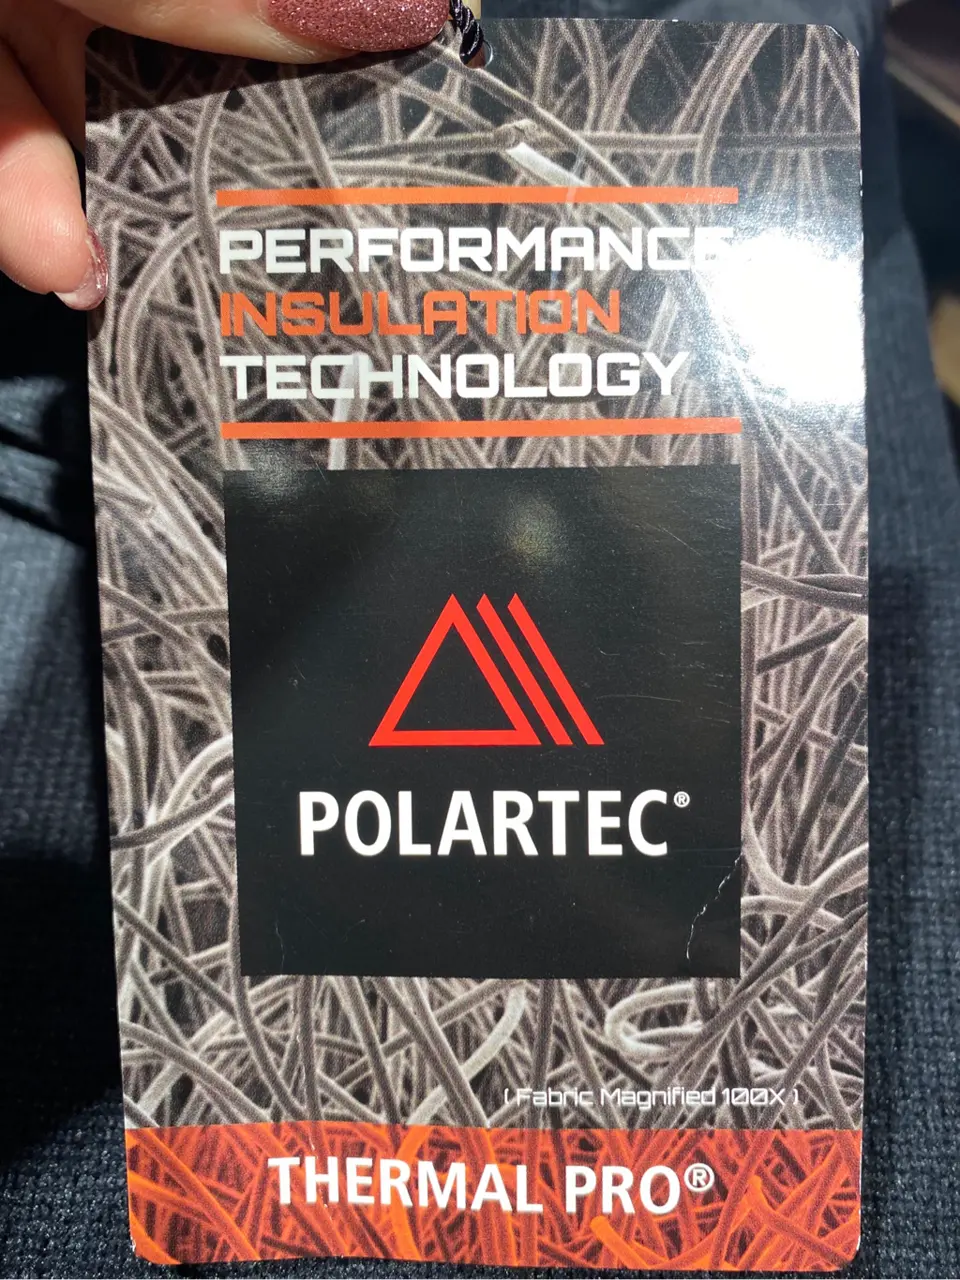 PERFORMANCE
INSULATION
TECHNOLOGY
POLARTEC®
( Fabric Magnified 100X )
THERMAL PRO®